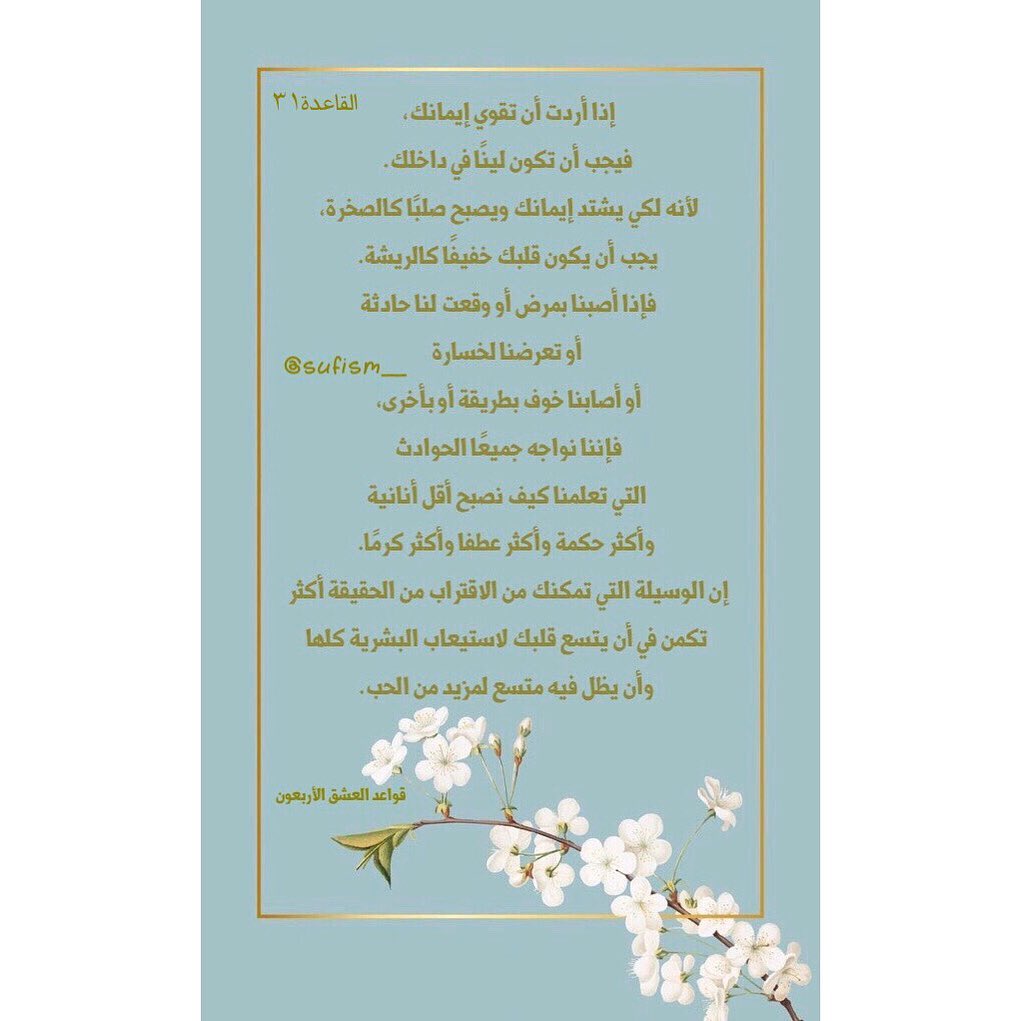 القاعدة٣١
إذا أردت أن تقوي إيمانك،
فيجب أن تكون لينًا في داخلك.
لأنه لكي يشتد إيمانك ويصبح صلبًا كالصخرة،
يجب أن يكون قلبك خفيفًا كالريشة.
فإذا أصبنا بمرض أو وقعت لنا حادثة
أو تعرضنا لخسارة
@sufism__
أو أصابنا خوف بطريقة أو بأخرى،
فإننا نواجه جميعًا الحوادث
التي تعلمنا كيف نصبح أقل أنانية
وأكثر حكمة وأكثر عطفا وأكثر كرمًا.
إن الوسيلة التي تمكنك من الاقتراب من الحقيقة أكثر
تكمن في أن يتسع قلبك لاستيعاب البشرية كلها
وأن يظل فيه متسع لمزيد من الحب.
قواعد العشق الأربعون